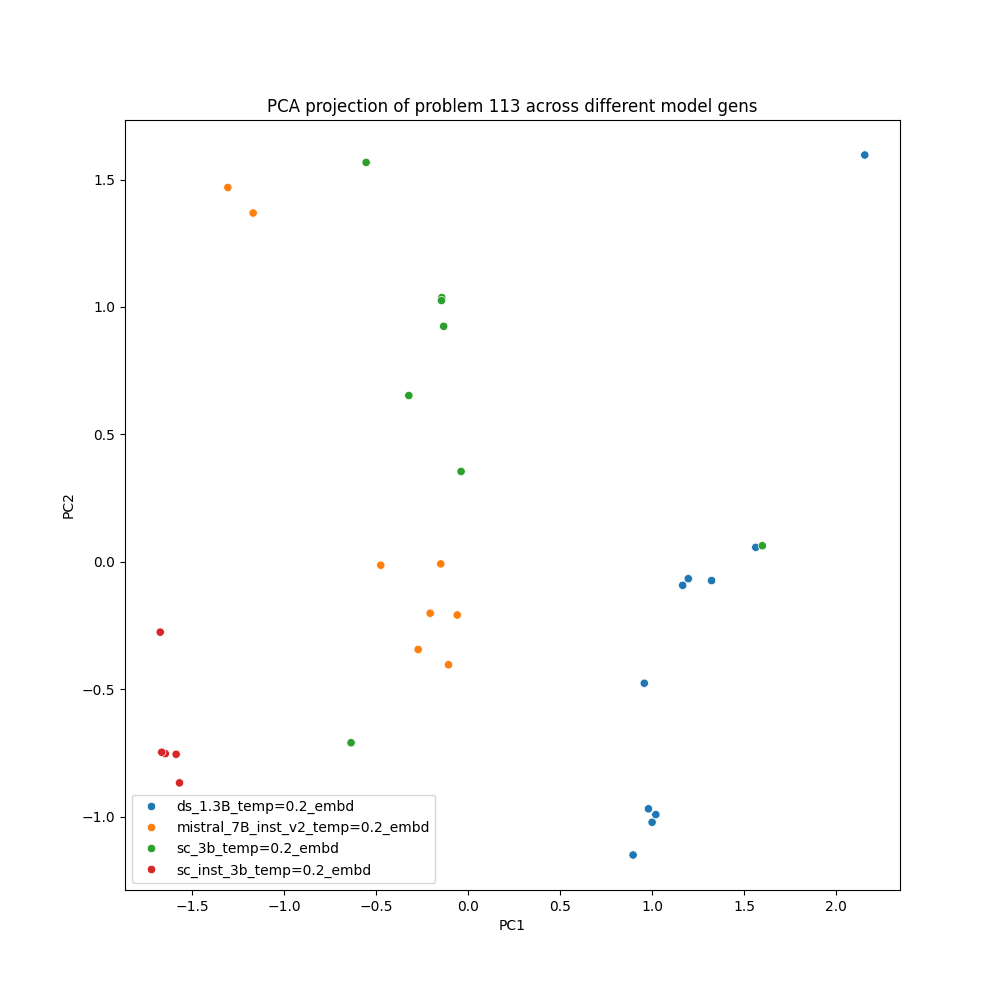 PCA projection of problem 113 across different model gens
PC2
1.5
1.0
0.5
0.0
−0.5
−1.0
ds_1.3B_temp=0.2_embd
mistral_7B_inst_v2_temp=0.2_embd
sc_3b_temp=0.2_embd
sc_inst_3b_temp=0.2_embd
−1.5 −1.0 −0.5 0.0 0.5 1.0 1.5 2.0
PC1